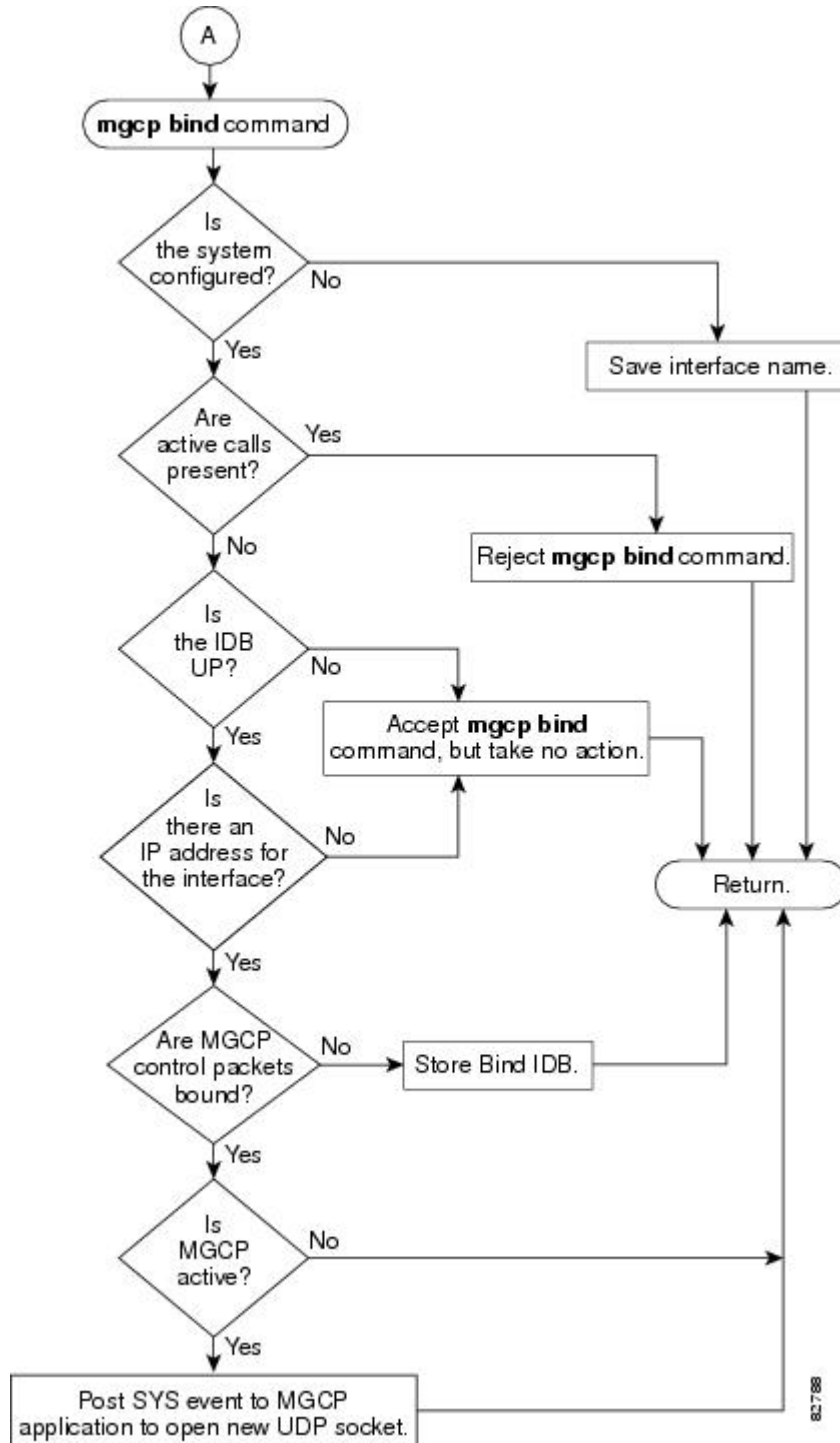 A
mgcp bind command
Is
the system
configured?
No
Yes
Save interface name.
Are
active calls
present?
Yes
No
Reject mgcp bind command.
Is
the IDB
UP?
No
Yes
Accept mgcp bind
command, but take no action.
Is
there an
IP address for
the interface?
No
Yes
Return.
Are MGCP
control packets
bound?
No
Store Bind IDB.
Yes
Is
MGCP
active?
No
Yes
Post SYS event to MGCP
application to open new UDP socket.
82788